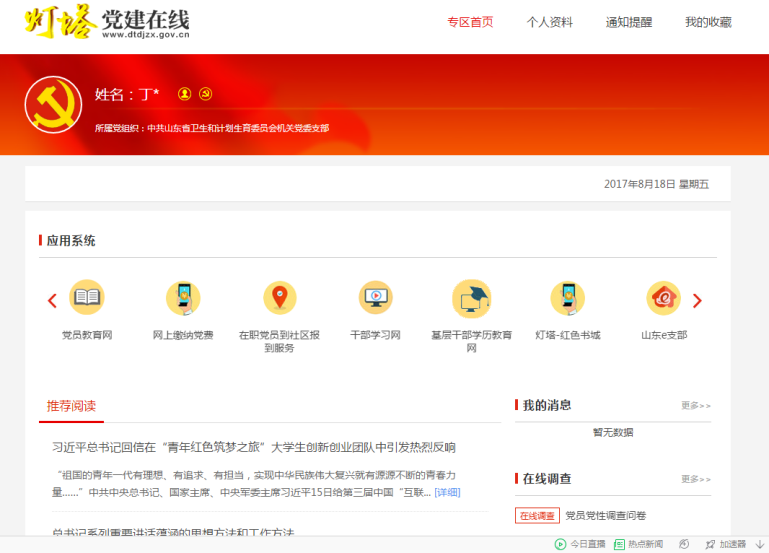 灯塔 党建在线
www.dtdjzx.gov.cn
专区首页 个人资料 通知提醒 我的收藏
姓名：丁*
所属党组织：中共山东省卫生和计划生育委员会机关党委支部
2017年8月18日 星期五
应用系统
党员教育网 网上缴纳党费 在职党员到社区报 干部学习网 基层干部学历教育 灯塔-红色书城 山东e支部
到服务 网
推荐阅读
我的消息 更多>>
暂无数据
习近平总书记回信在“青年红色筑梦之旅”大学生创新创业团队中引发热烈反响
“祖国的青年一代有理想、有追求、有担当，实现中华民族伟大复兴就有源源不断的青春力
量……”中共中央总书记、国家主席、中央军委主席习近平15日给第三届中国“互联... [详细]
在线调查 更多>>
在线调查 党员党性调查问卷
总书记系列重要讲话蕴涵的思想方法和工作方法
今日直播 热点新闻 加速器